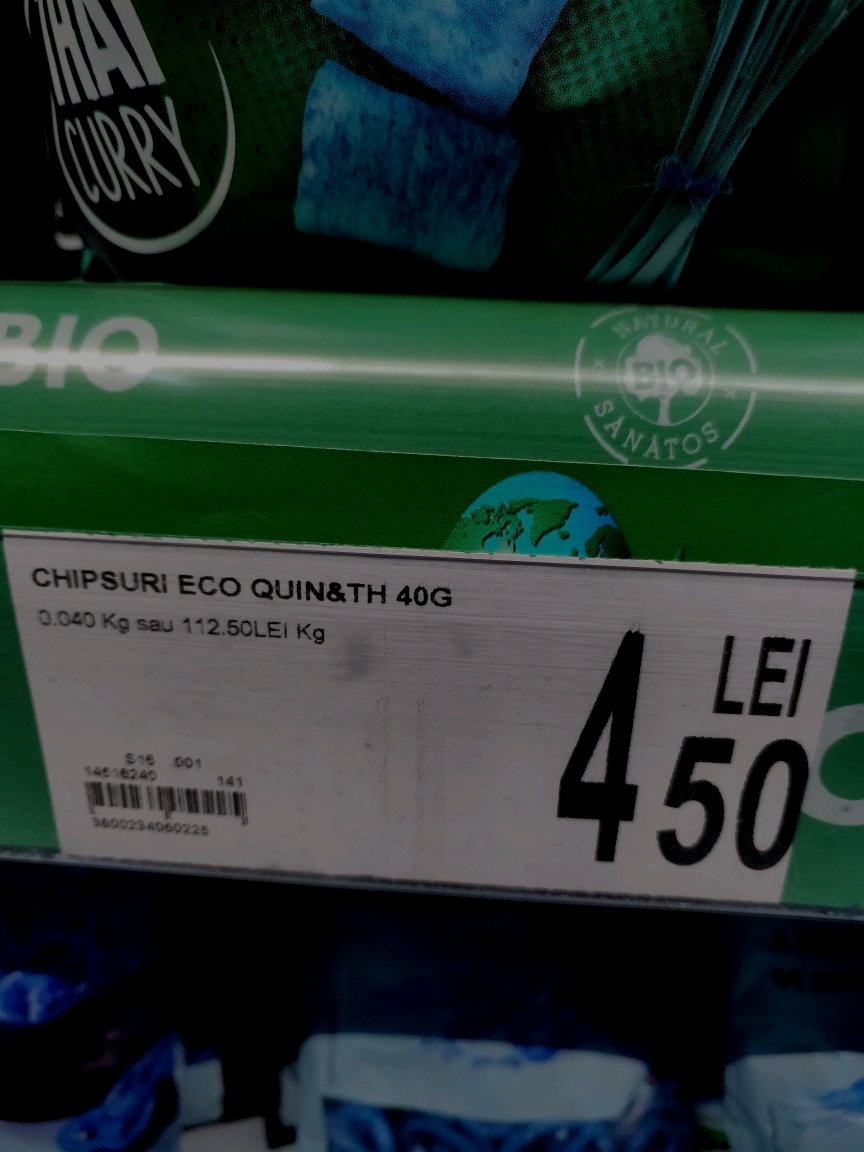 THAI
CURRY
BIO
NATURAL
BIO
SĂNĂTOS
CHIPSURI ECO QUIN&TH 40G
0.040 Kg sau 112.50LEI Kg
4 50 LEI
S16 001
14616240 141
3800234060225